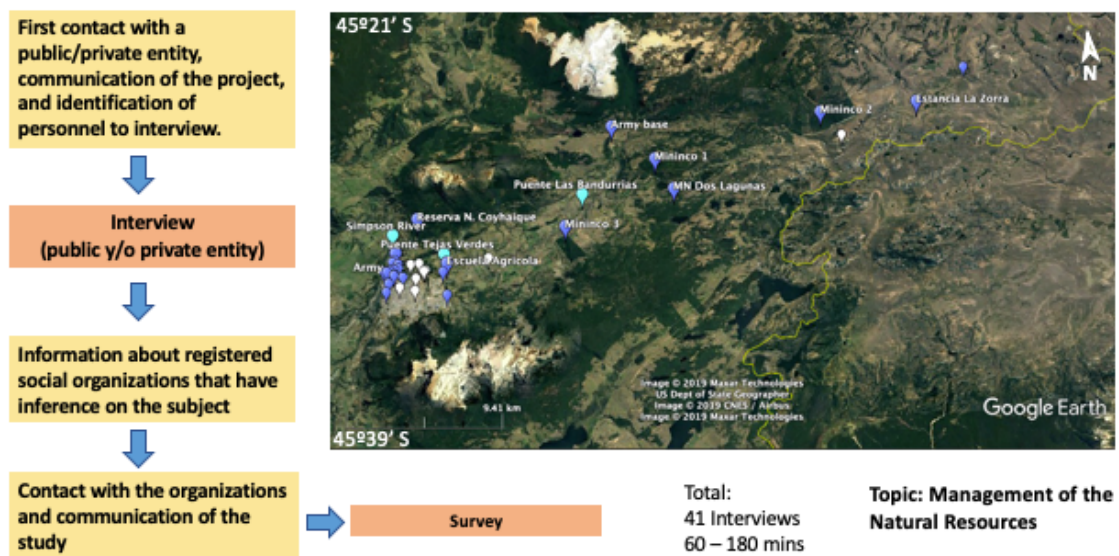 First contact with a
public/private entity,
communication of the project,
and identification of
personnel to interview.
Interview
(public y/o private entity)
Information about registered
social organizations that have
inference on the subject
Contact with the organizations
and communication of the
study
Survey
45º21' S
N
Estancia La Zorra
Mininco 2
Army base
Mininco 1
Puente Las Bandurrias
MN Dos Lagunas
Reserva N. Coyhaique
Mininco 3
Simpson River
Puente Tejas Verdes
Army
Escuela Agricola
Image © 2019 Maxar Technologies
US Dept of State Geographer
Image © 2019 CNES / Airbus
Image © 2019 Maxar Technologies
9.41 km
Google Earth
45º39' S
Total:
41 Interviews
60 – 180 mins
Topic: Management of the
Natural Resources